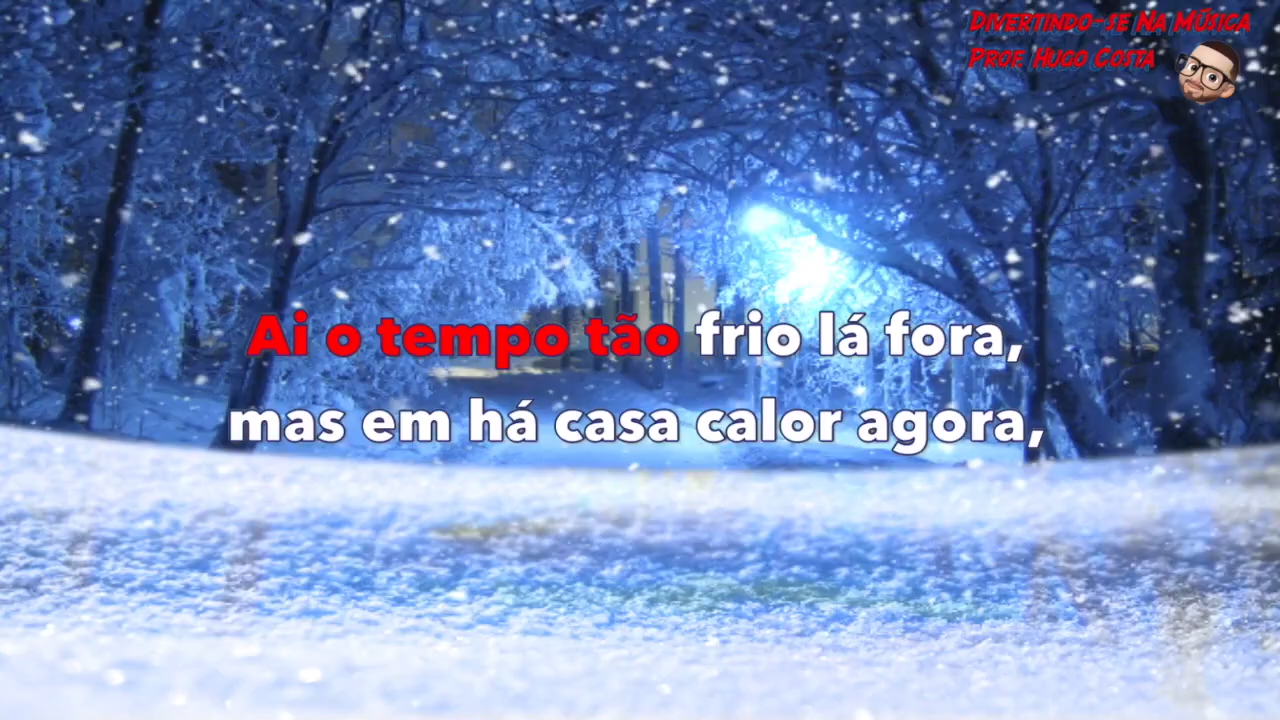 Divertindo-se Na Música
Prof. Hugo Costa
Ai o tempo tão frio lá fora,
mas em há casa calor agora,